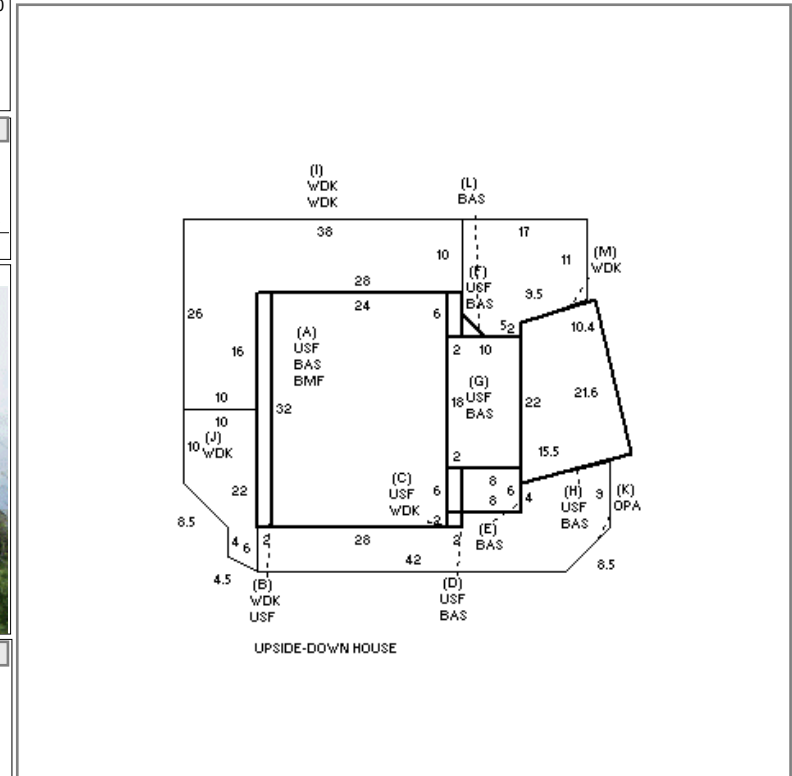 (I)
WDK
WDK
(L)
BAS
38
17
10
11
(M)
WDK
28
(F)
USF
BAS
9.5
24
26
6
5
2
10.4
(A)
USF
BAS
BMF
16
2
10
(G)
USF
BAS
21.6
10
18
22
32
10
(J)
WDK
10
2
15.5
(C)
USF
WDK
8
22
6
8
6
4
(H)
USF
BAS
9
(K)
OPA
8.5
2
(E)
BAS
4
6
2
28
2
42
8.5
4.5
(B)
WDK
USF
(D)
USF
BAS
UPSIDE-DOWN HOUSE